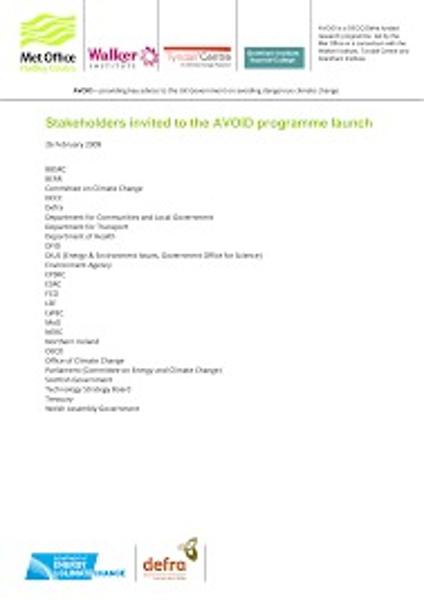 Met Office
Hadley Centre
Walker
INSTITUTE
Tyndall Centre
Grantham Institute
Imperial College
AVOID is a DECC/Defra funded
research programme led by the
Met Office in a consortium with the
Walker Institute, Tyndall Centre and
Grantham Institute
AVOID – providing key advice to the UK Government on avoiding dangerous climate change
Stakeholders invited to the AVOID programme launch
26 February 2009
BERR
Committee on Climate Change
DECC
Defra
Department for Communities and Local Government
Department for Transport
Department of Health
DFID
DIUS (Energy & Environment Issues, Government Office for Science)
Environment Agency
EPSRC
ESRC
FCO
MoD
NERC
Northern Ireland
Office of Climate Change
Parliament (Committee on Energy and Climate Change)
Scottish Government
Technology Strategy Board
Treasury
Welsh Assembly Government
DEPARTMENT OF
ENERGY
& CLIMATE CHANGE
defra